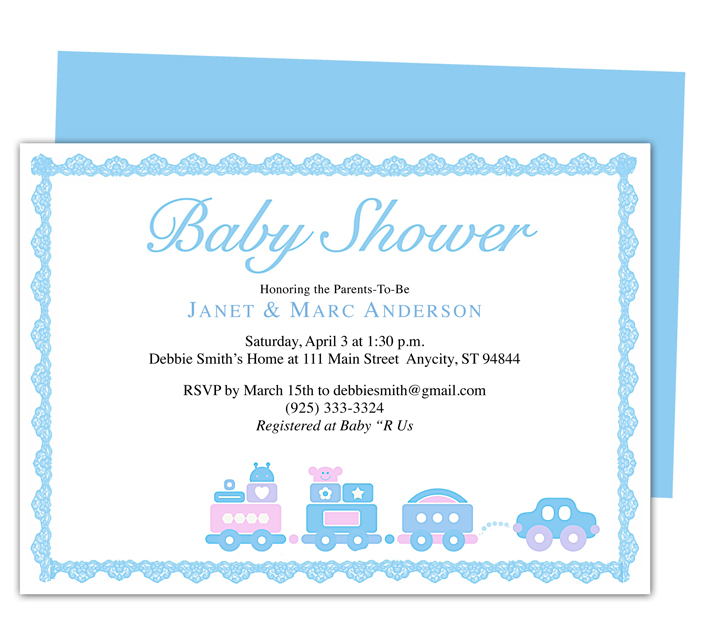 Baby Shower
Honoring the Parents-To-Be
JANET & MARC ANDERSON
Saturday, April 3 at 1:30 p.m.
Debbie Smith’s Home at 111 Main Street  Anycity, ST 94844
RSVP by March 15th to debbiesmith@gmail.com
(925) 333-3324
Registered at Baby “R Us